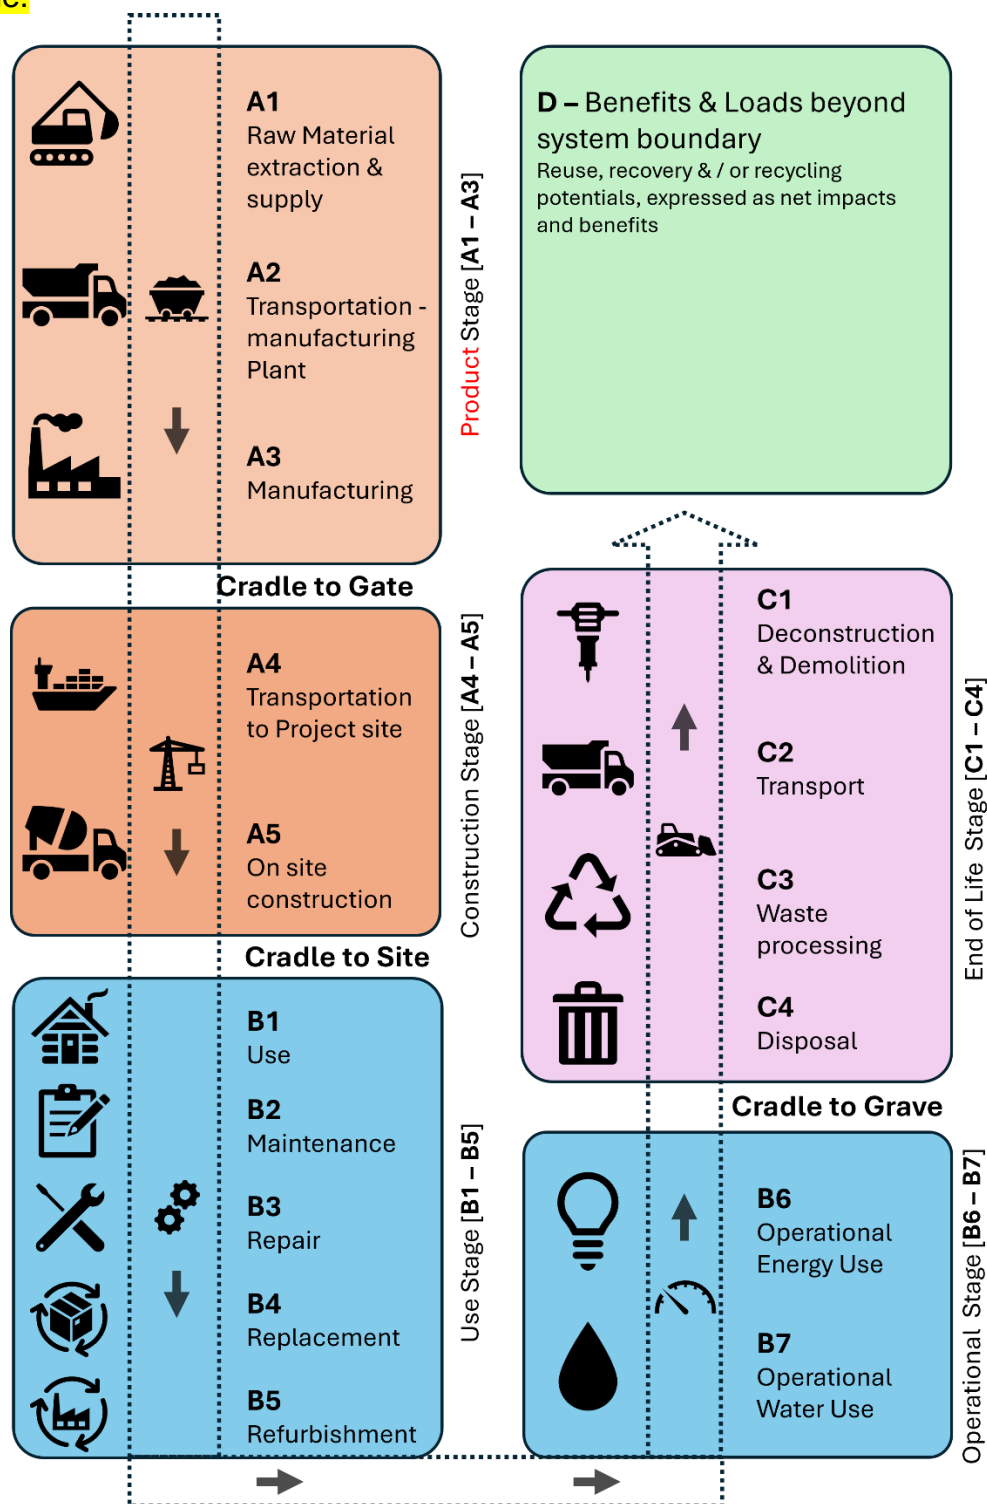 A1
Raw Material
extraction &
supply
A2
Transportation -
manufacturing
Plant
A3
Manufacturing
Product Stage [A1 – A3]
Cradle to Gate
A4
Transportation
to Project site
A5
On site
construction
Construction Stage [A4 – A5]
Cradle to Site
B1
Use
B2
Maintenance
B3
Repair
B4
Replacement
B5
Refurbishment
Use Stage [B1 – B5]
D – Benefits & Loads beyond
system boundary
Reuse, recovery & / or recycling
potentials, expressed as net impacts
and benefits
C1
Deconstruction
& Demolition
C2
Transport
C3
Waste
processing
C4
Disposal
End of Life Stage [C1 – C4]
Cradle to Grave
B6
Operational
Energy Use
B7
Operational
Water Use
Operational Stage [B6 – B7]